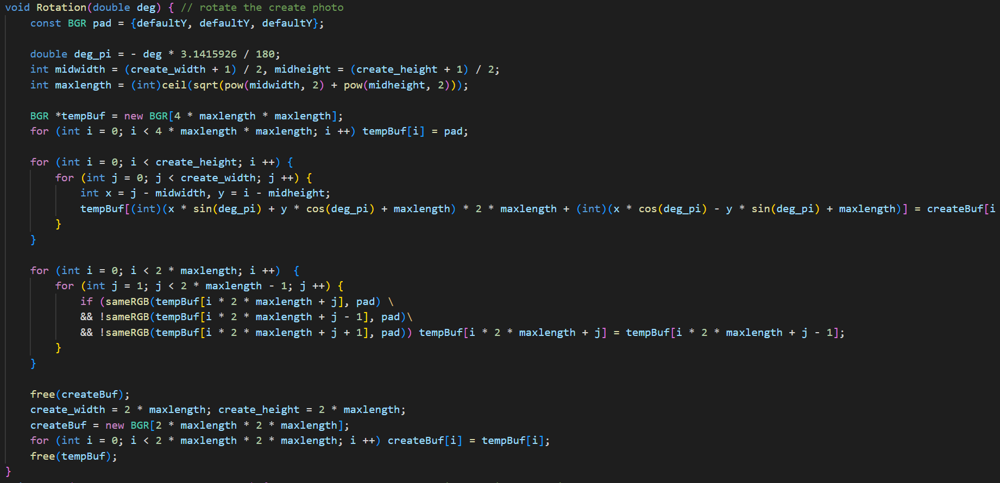 void Rotation(double deg) { // rotate the create photo
    const BGR pad = {defaultY, defaultY, defaultY};

    double deg_pi = - deg * 3.1415926 / 180;
    int midwidth = (create_width + 1) / 2, midheight = (create_height + 1) / 2;
    int maxlength = (int)ceil(sqrt(pow(midwidth, 2) + pow(midheight, 2)));

    BGR *tempBuf = new BGR[4 * maxlength * maxlength];
    for (int i = 0; i < 4 * maxlength * maxlength; i ++) tempBuf[i] = pad;

    for (int i = 0; i < create_height; i ++) {
        for (int j = 0; j < create_width; j ++) {
            int x = j - midwidth, y = i - midheight;
            tempBuf[(int)(x * sin(deg_pi) + y * cos(deg_pi) + maxlength) * 2 * maxlength + (int)(x * cos(deg_pi) - y * sin(deg_pi) + maxlength)] = createBuf[i
        }
    }

    for (int i = 0; i < 2 * maxlength; i ++)  {
        for (int j = 1; j < 2 * maxlength - 1; j ++) {
            if (sameRGB(tempBuf[i * 2 * maxlength + j], pad) \
            && !sameRGB(tempBuf[i * 2 * maxlength + j - 1], pad)\
            && !sameRGB(tempBuf[i * 2 * maxlength + j + 1], pad)) tempBuf[i * 2 * maxlength + j] = tempBuf[i * 2 * maxlength + j - 1];
        }
    }

    free(createBuf);
    create_width = 2 * maxlength; create_height = 2 * maxlength;
    createBuf = new BGR[2 * maxlength * 2 * maxlength];
    for (int i = 0; i < 2 * maxlength * 2 * maxlength; i ++) createBuf[i] = tempBuf[i];
    free(tempBuf);
}